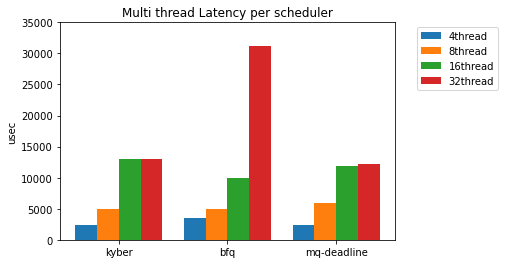 Multi thread Latency per scheduler
35000
30000
25000
20000
15000
10000
5000
0
usec
kyber bfq mq-deadline
4thread
8thread
16thread
32thread